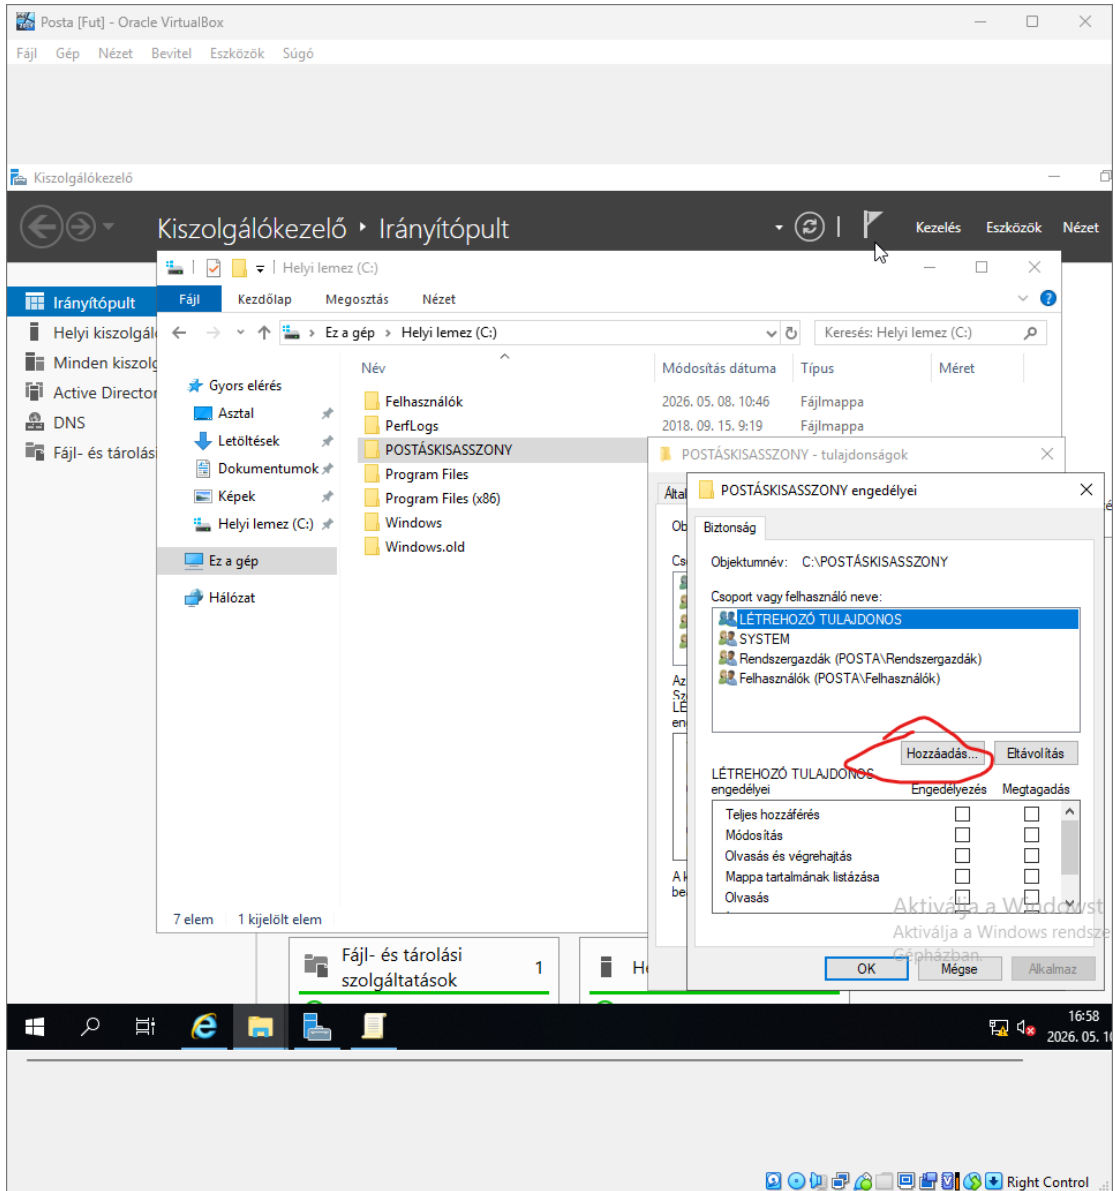 Posta [Fut] - Oracle VirtualBox
Fájl Gép Nézet Bevitel Eszközök Súgó
Kiszolgálókezelő
Kiszolgálókezelő Irányítópult
Kezelés Eszközök Nézet
Irányítópult
Helyi
Minden
Active
DNS
Fájl- és
Helyi lemez (C:)
Fájl Kezdőlap Megosztás Nézet
Ez a gép Helyi lemez (C:)
Keresés: Helyi lemez (C:)
Gyors elérés
Asztal
Letöltések
Dokumentumok
Képek
Helyi lemez (C:)
Ez a gép
Hálózat
Név Módosítás dátuma Típus Méret
Felhasználók 2026. 05. 08. 10:46 Fájlmappa
PerfLogs 2018. 09. 15. 9:19 Fájlmappa
POSTÁSKISASSZONY
Program Files
Program Files (x86)
Windows
Windows.old
7 elem 1 kijelölt elem
POSTÁSKISASSZONY - tulajdonságok
POSTÁSKISASSZONY engedélyei
Biztonság
Objektumnév: C:\POSTÁSKISASSZONY
Csoport vagy felhasználó neve:
LÉTREHOZÓ TULAJDONOS
SYSTEM
Rendszergazdák (POSTA\Rendszergazdák)
Felhasználók (POSTA\Felhasználók)
Hozzáadás... Eltávolítás
LÉTREHOZÓ TULAJDONOS
engedélyei Engedélyezés Megtagadás
Teljes hozzáférés
Módosítás
Olvasás és végrehajtás
Mappa tartalmának listázása
Olvasás
Aktiválja a Windowst
Aktiválja a Windows
Gépházban.
OK Mégse Alkalmaz
Fájl- és tárolási
szolgáltatások 1
16:58
2026. 05.
Right Control